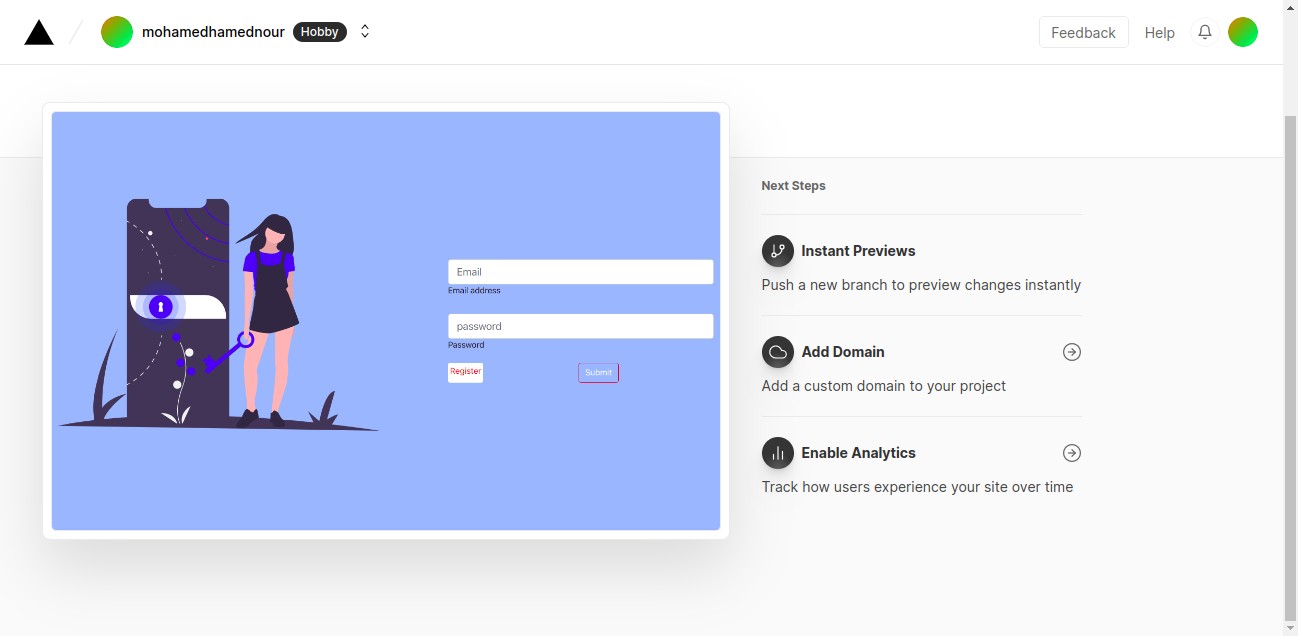 mohamedhamednour Hobby
Feedback Help
Email
Email address
password
Password
Register Submit
Next Steps
Instant Previews
Push a new branch to preview changes instantly
Add Domain
Add a custom domain to your project
Enable Analytics
Track how users experience your site over time